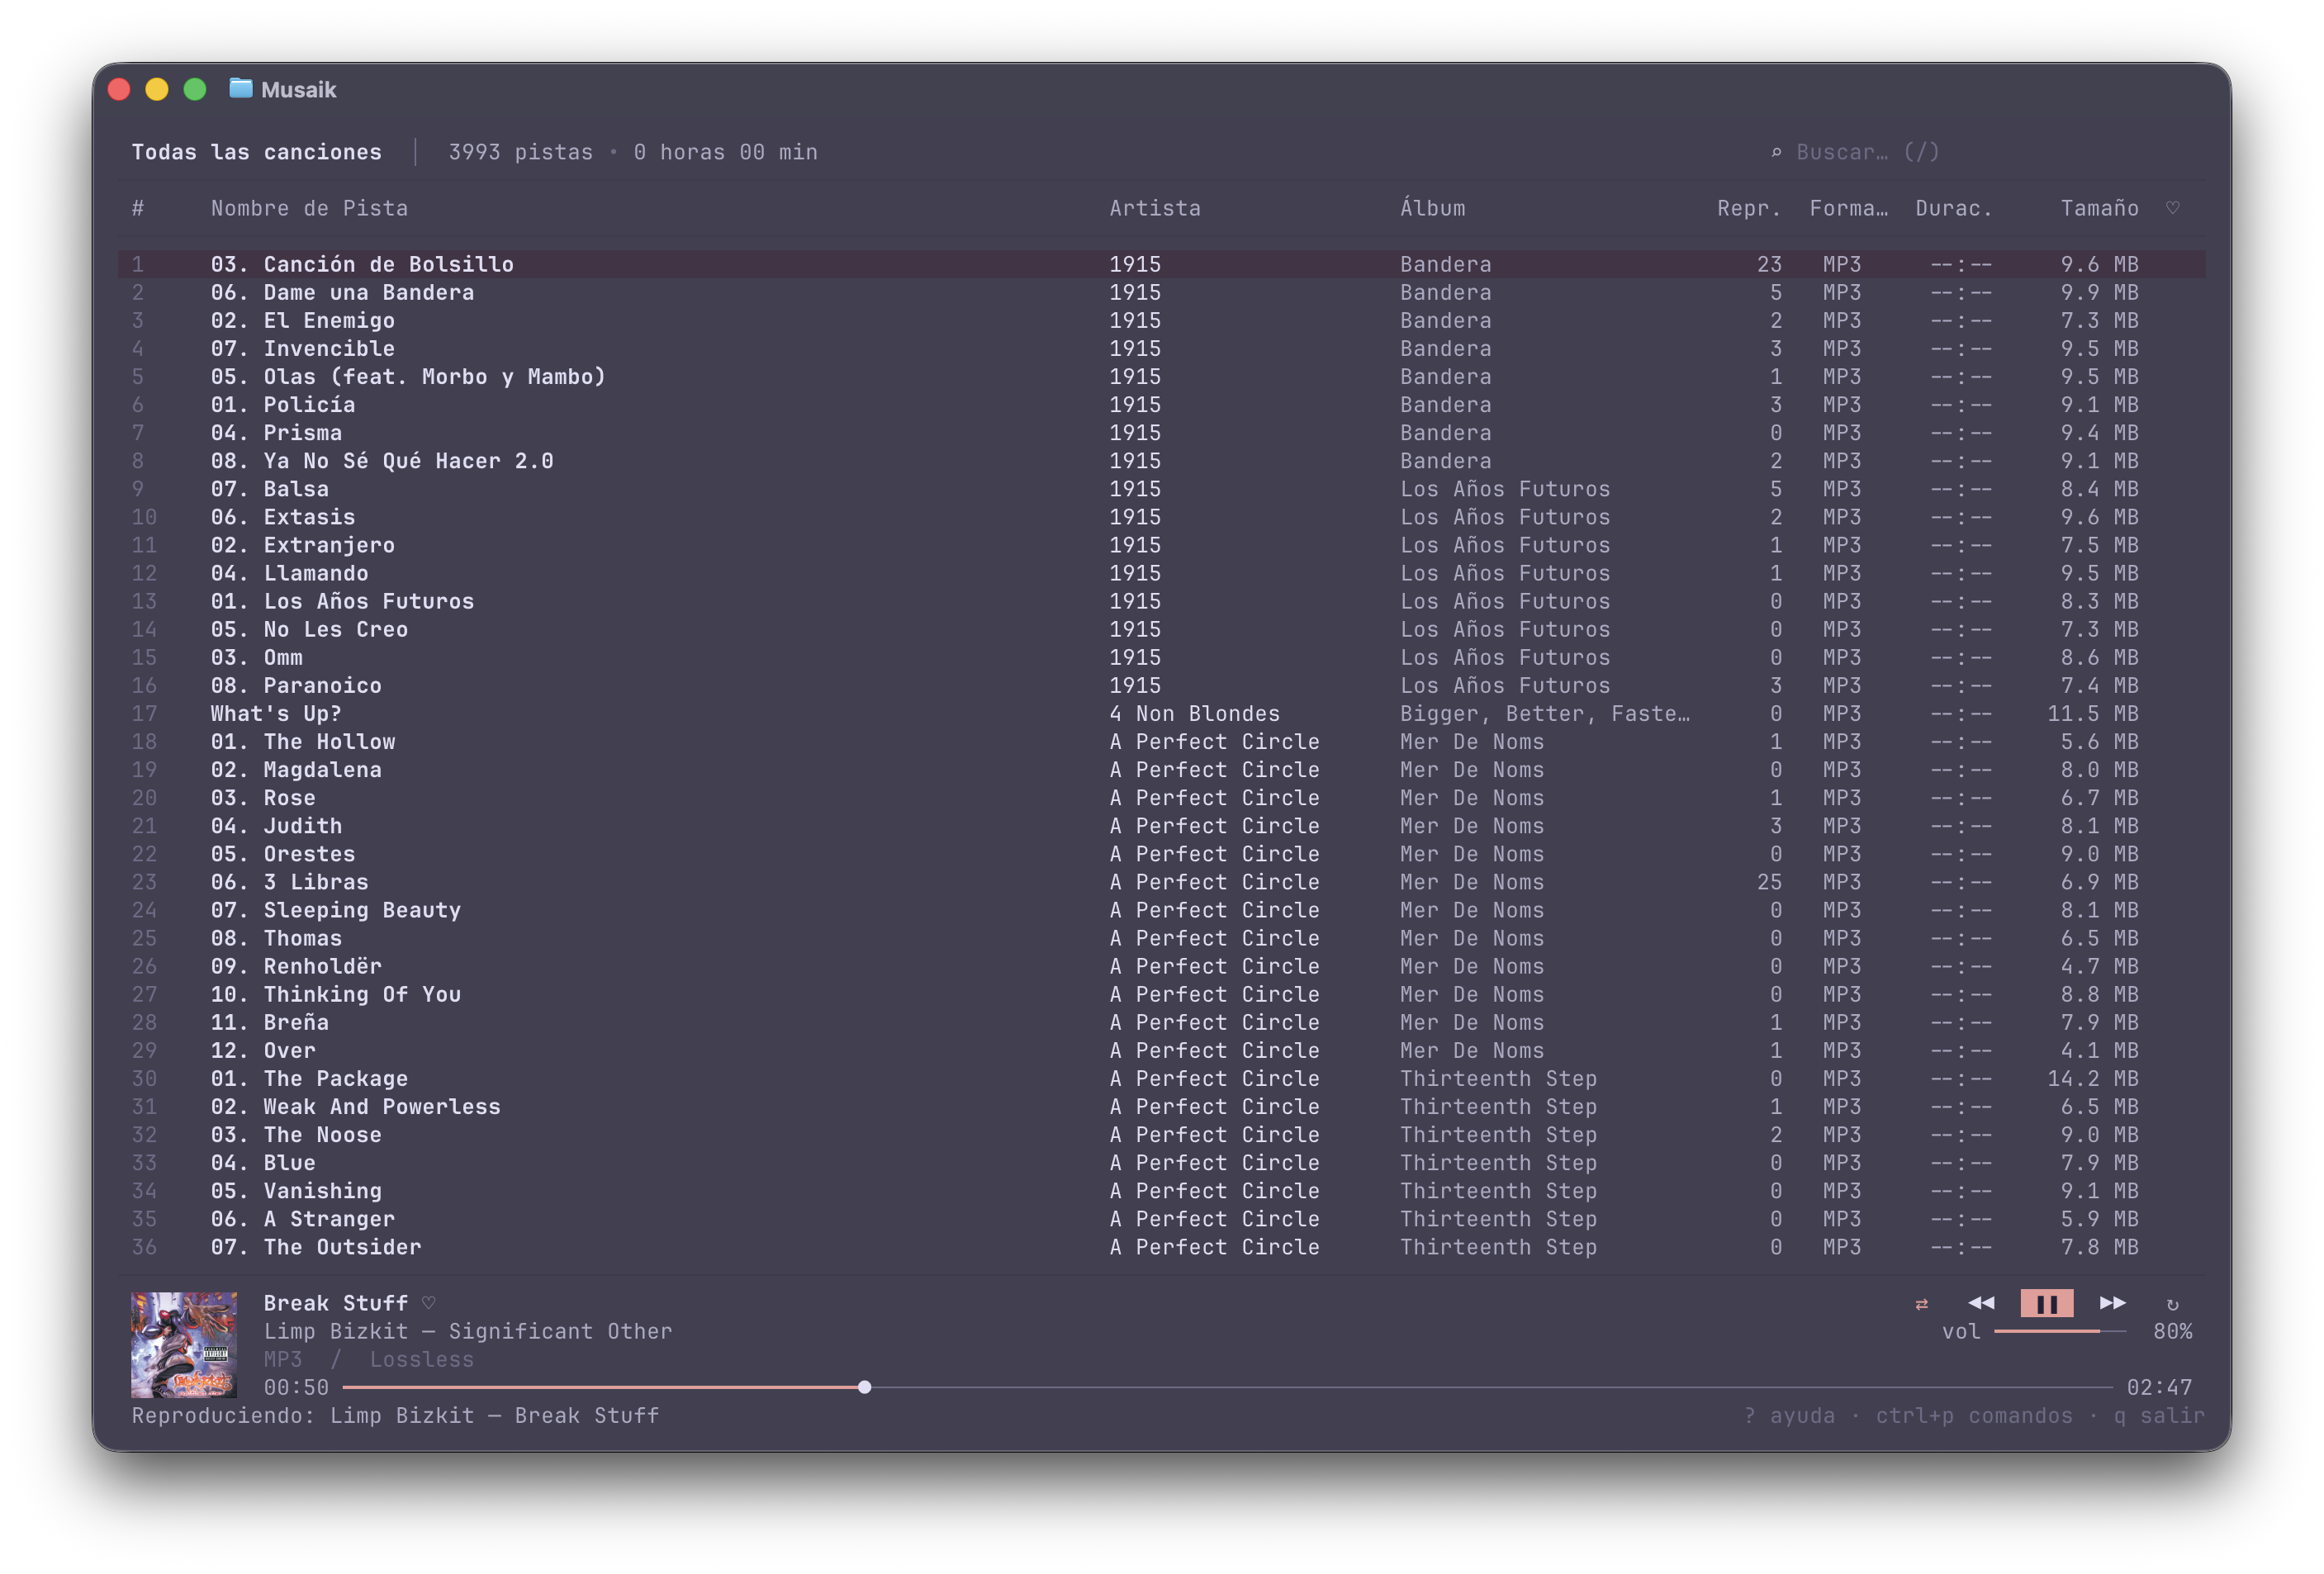 Musaik
Todas las canciones │ 3993 pistas • 0 horas 00 min ⌕ Buscar… (/)
# Nombre de Pista Artista Álbum Repr. Forma… Durac. Tamaño ♡
1 03. Canción de Bolsillo 1915 Bandera 23 MP3 --:-- 9.6 MB
2 06. Dame una Bandera 1915 Bandera 5 MP3 --:-- 9.9 MB
3 02. El Enemigo 1915 Bandera 2 MP3 --:-- 7.3 MB
4 07. Invencible 1915 Bandera 3 MP3 --:-- 9.5 MB
5 05. Olas (feat. Morbo y Mambo) 1915 Bandera 1 MP3 --:-- 9.5 MB
6 01. Policía 1915 Bandera 3 MP3 --:-- 9.1 MB
7 04. Prisma 1915 Bandera 0 MP3 --:-- 9.4 MB
8 08. Ya No Sé Qué Hacer 2.0 1915 Bandera 2 MP3 --:-- 9.1 MB
9 07. Balsa 1915 Los Años Futuros 5 MP3 --:-- 8.4 MB
10 06. Extasis 1915 Los Años Futuros 2 MP3 --:-- 9.6 MB
11 02. Extranjero 1915 Los Años Futuros 1 MP3 --:-- 7.5 MB
12 04. Llamando 1915 Los Años Futuros 1 MP3 --:-- 9.5 MB
13 01. Los Años Futuros 1915 Los Años Futuros 0 MP3 --:-- 8.3 MB
14 05. No Les Creo 1915 Los Años Futuros 0 MP3 --:-- 7.3 MB
15 03. Omm 1915 Los Años Futuros 0 MP3 --:-- 8.6 MB
16 08. Paranoico 1915 Los Años Futuros 3 MP3 --:-- 7.4 MB
17 What's Up? 4 Non Blondes Bigger, Better, Faste… 0 MP3 --:-- 11.5 MB
18 01. The Hollow A Perfect Circle Mer De Noms 1 MP3 --:-- 5.6 MB
19 02. Magdalena A Perfect Circle Mer De Noms 0 MP3 --:-- 8.0 MB
20 03. Rose A Perfect Circle Mer De Noms 1 MP3 --:-- 6.7 MB
21 04. Judith A Perfect Circle Mer De Noms 3 MP3 --:-- 8.1 MB
22 05. Orestes A Perfect Circle Mer De Noms 0 MP3 --:-- 9.0 MB
23 06. 3 Libras A Perfect Circle Mer De Noms 25 MP3 --:-- 6.9 MB
24 07. Sleeping Beauty A Perfect Circle Mer De Noms 0 MP3 --:-- 8.1 MB
25 08. Thomas A Perfect Circle Mer De Noms 0 MP3 --:-- 6.5 MB
26 09. Renholdër A Perfect Circle Mer De Noms 0 MP3 --:-- 4.7 MB
27 10. Thinking Of You A Perfect Circle Mer De Noms 0 MP3 --:-- 8.8 MB
28 11. Breña A Perfect Circle Mer De Noms 1 MP3 --:-- 7.9 MB
29 12. Over A Perfect Circle Mer De Noms 1 MP3 --:-- 4.1 MB
30 01. The Package A Perfect Circle Thirteenth Step 0 MP3 --:-- 14.2 MB
31 02. Weak And Powerless A Perfect Circle Thirteenth Step 1 MP3 --:-- 6.5 MB
32 03. The Noose A Perfect Circle Thirteenth Step 2 MP3 --:-- 9.0 MB
33 04. Blue A Perfect Circle Thirteenth Step 0 MP3 --:-- 7.9 MB
34 05. Vanishing A Perfect Circle Thirteenth Step 0 MP3 --:-- 9.1 MB
35 06. A Stranger A Perfect Circle Thirteenth Step 0 MP3 --:-- 5.9 MB
36 07. The Outsider A Perfect Circle Thirteenth Step 0 MP3 --:-- 7.8 MB
Break Stuff ♡
Limp Bizkit — Significant Other vol 80%
MP3 / Lossless
00:50 02:47
Reproduciendo: Limp Bizkit — Break Stuff ? ayuda · ctrl+p comandos · q salir